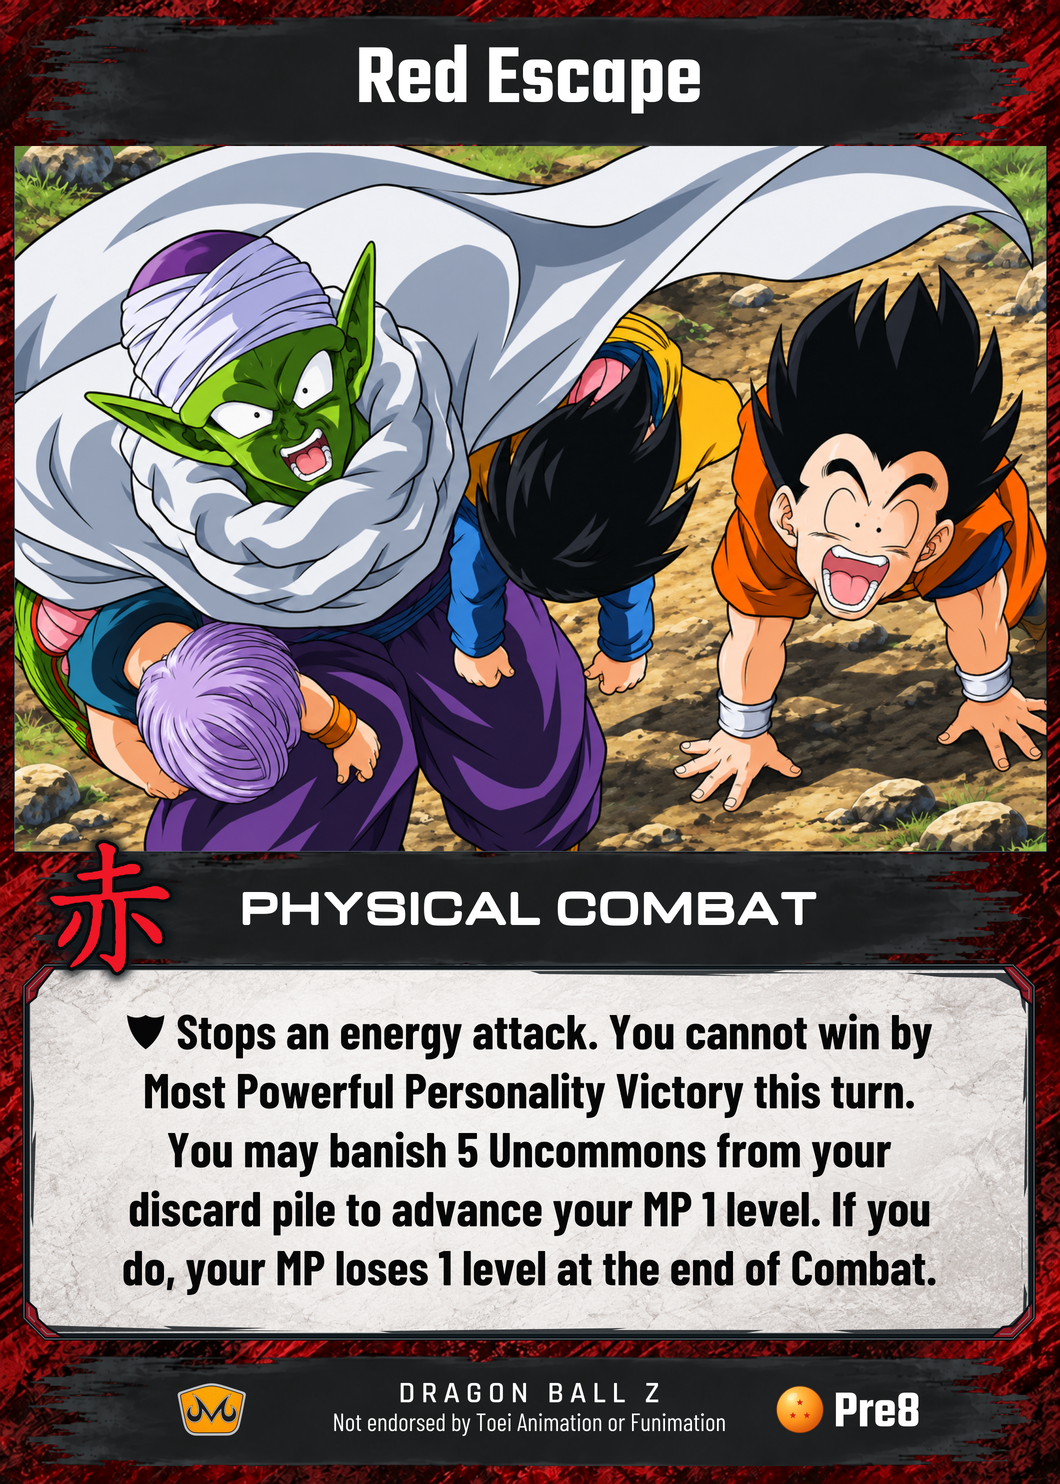 Red Escape
赤
PHYSICAL COMBAT
Stops an energy attack. You cannot win by
Most Powerful Personality Victory this turn.
You may banish 5 Uncommons from your
discard pile to advance your MP 1 level. If you
do, your MP loses 1 level at the end of Combat.
DRAGON BALL Z
Not endorsed by Toei Animation or Funimation
M
Pre8